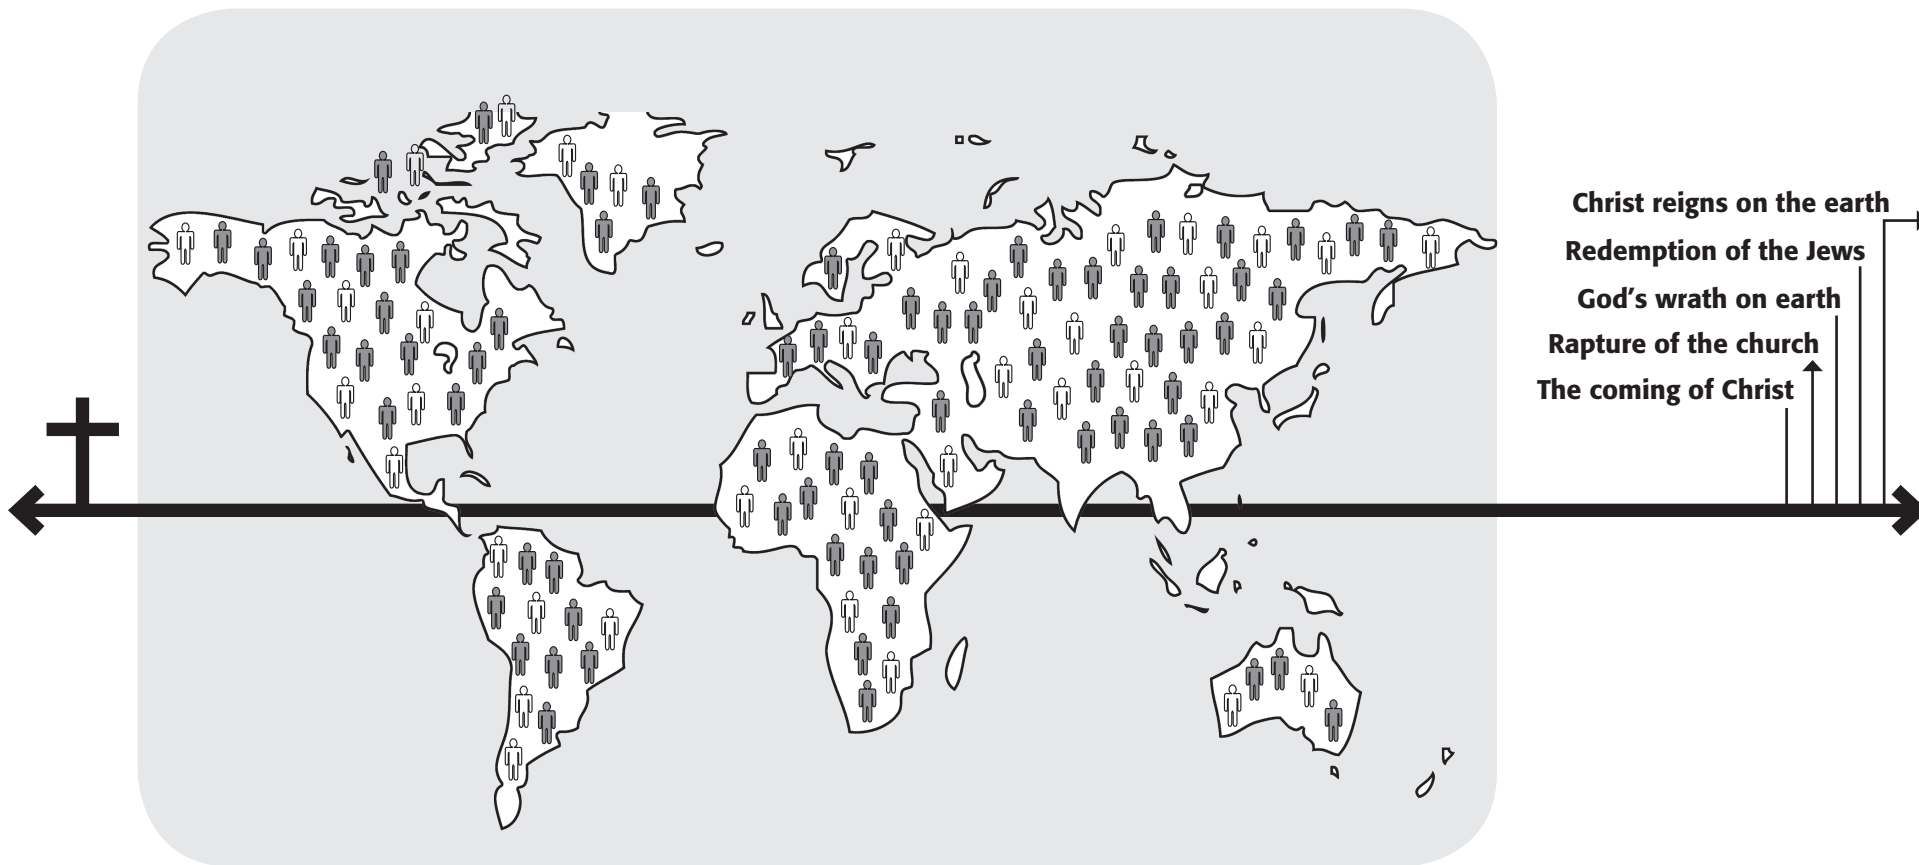 Christ reigns on the earth
Redemption of the Jews
God’s wrath on earth
Rapture of the church
The coming of Christ